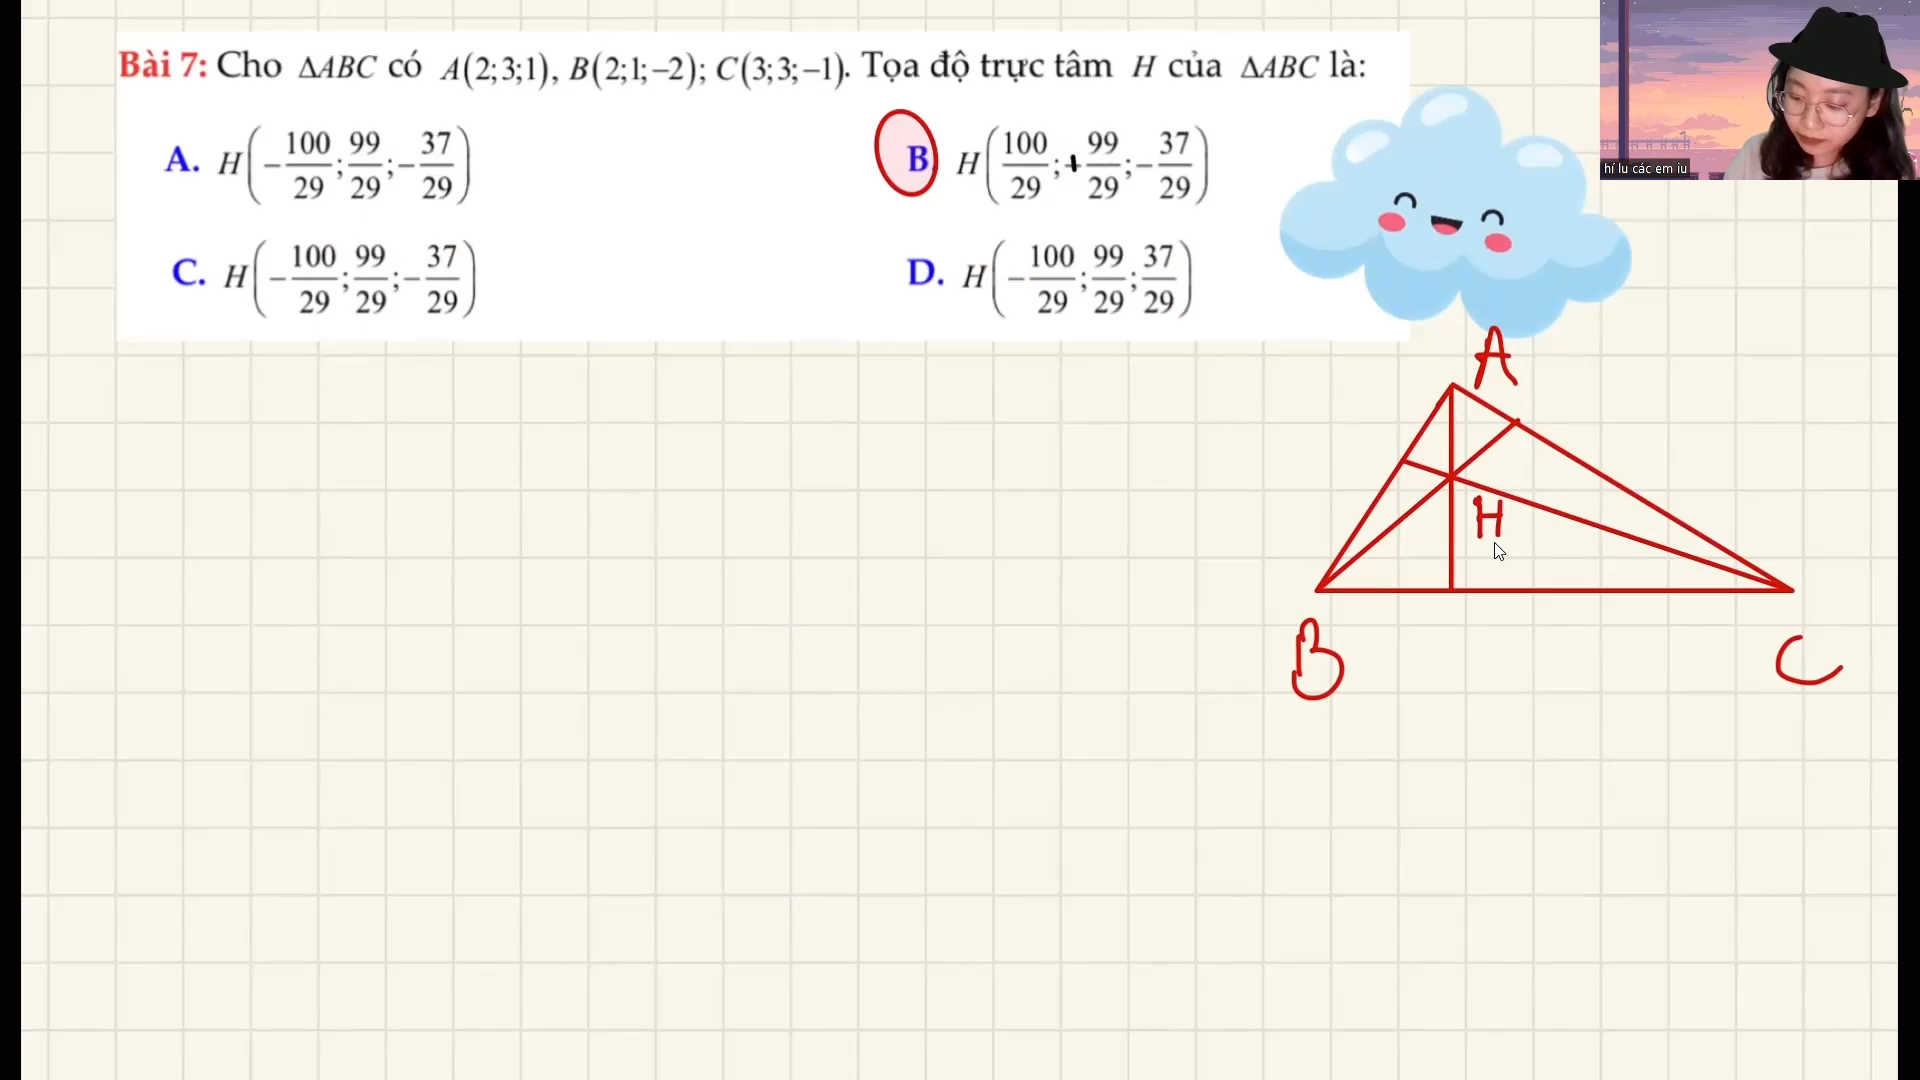 Bài 7: Cho ΔABC có A(2;3;1), B(2;1;−2); C(3;3;−1). Tọa độ trực tâm H của ΔABC là:
A. H(−100/29; 99/29; −37/29)
B. H(100/29; +99/29; −37/29)
C. H(−100/29; 99/29; −37/29)
D. H(−100/29; 99/29; 37/29)
hí lu các em iu
A
H
B
C